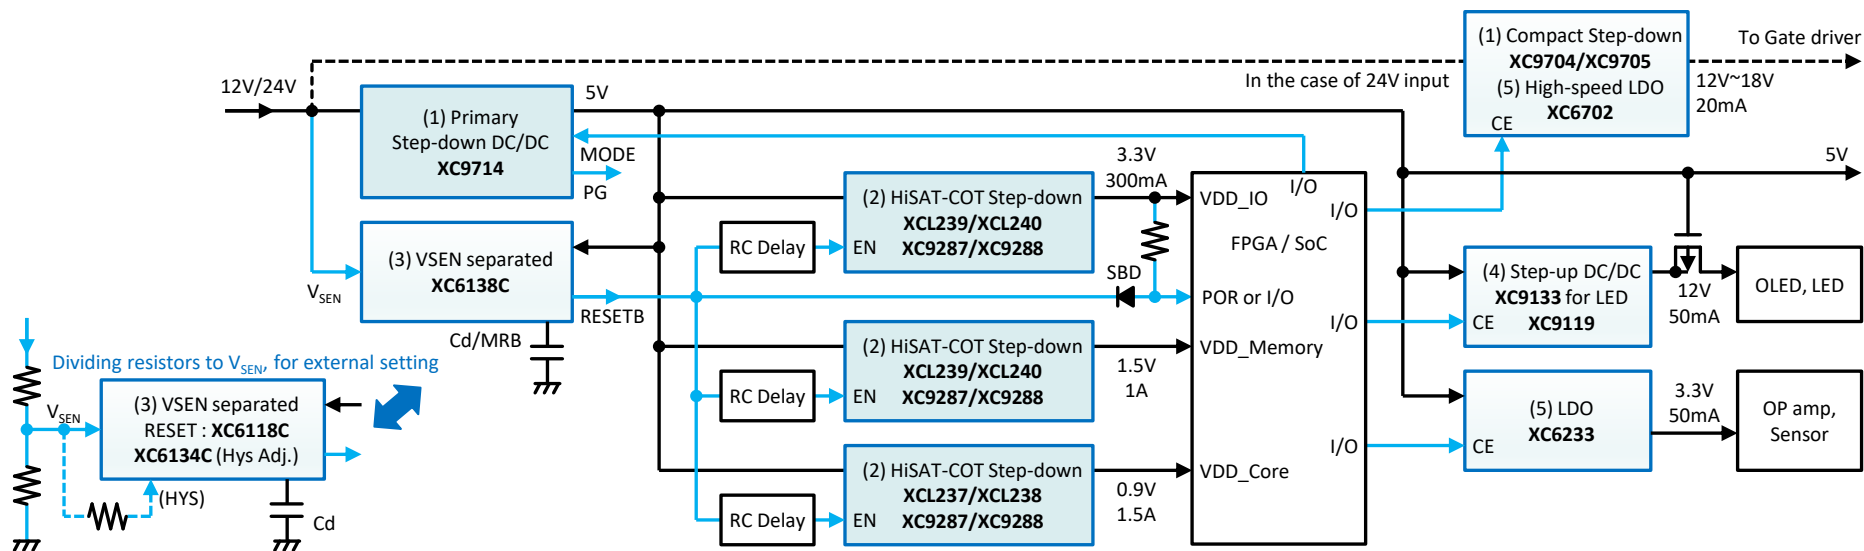 12V/24V
(1) Primary
Step-down DC/DC
XC9714
5V
MODE
PG
In the case of 24V input
(1) Compact Step-down
XC9704/XC9705
(5) High-speed LDO
XC6702
CE
To Gate driver
12V~18V
20mA
5V
(3) VSEN separated
XC6138C
VSEN
RESETB
Cd/MRB
RC Delay
EN
(2) HiSAT-COT Step-down
XCL239/XCL240
XC9287/XC9288
3.3V
300mA
SBD
RC Delay
EN
(2) HiSAT-COT Step-down
XCL239/XCL240
XC9287/XC9288
1.5V
1A
RC Delay
EN
(2) HiSAT-COT Step-down
XCL237/XCL238
XC9287/XC9288
0.9V
1.5A
I/O
VDD_IO
I/O
FPGA / SoC
POR or I/O
I/O
VDD_Memory
I/O
VDD_Core
(4) Step-up DC/DC
XC9133 for LED
XC9119
CE
12V
50mA
OLED, LED
(5) LDO
XC6233
CE
3.3V
50mA
OP amp,
Sensor
Dividing resistors to VSEN, for external setting
VSEN
(3) VSEN separated
RESET : XC6118C
XC6134C (Hys Adj.)
(HYS)
Cd